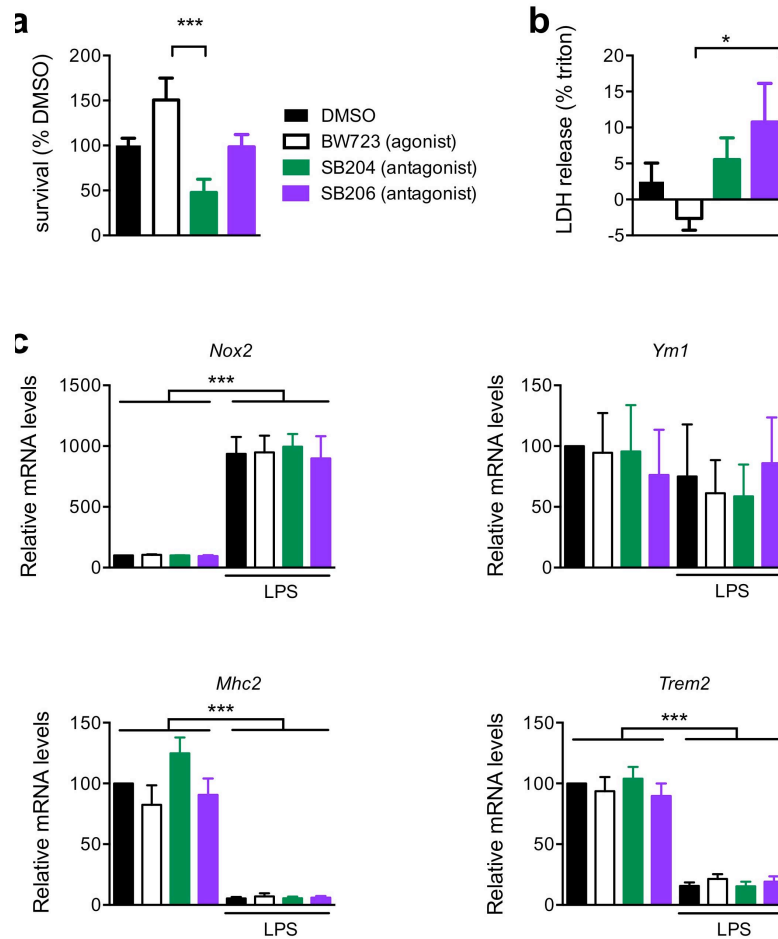 a
***
survival (% DMSO)
200
150
100
50
0
DMSO
BW723 (agonist)
SB204 (antagonist)
SB206 (antagonist)
b
*
LDH release (% triton)
20
15
10
5
0
-5
c
Nox2
***
Relative mRNA levels
1500
1000
500
0
LPS
Ym1
Relative mRNA levels
150
100
50
0
LPS
Mhc2
***
Relative mRNA levels
150
100
50
0
LPS
Trem2
***
Relative mRNA levels
150
100
50
0
LPS